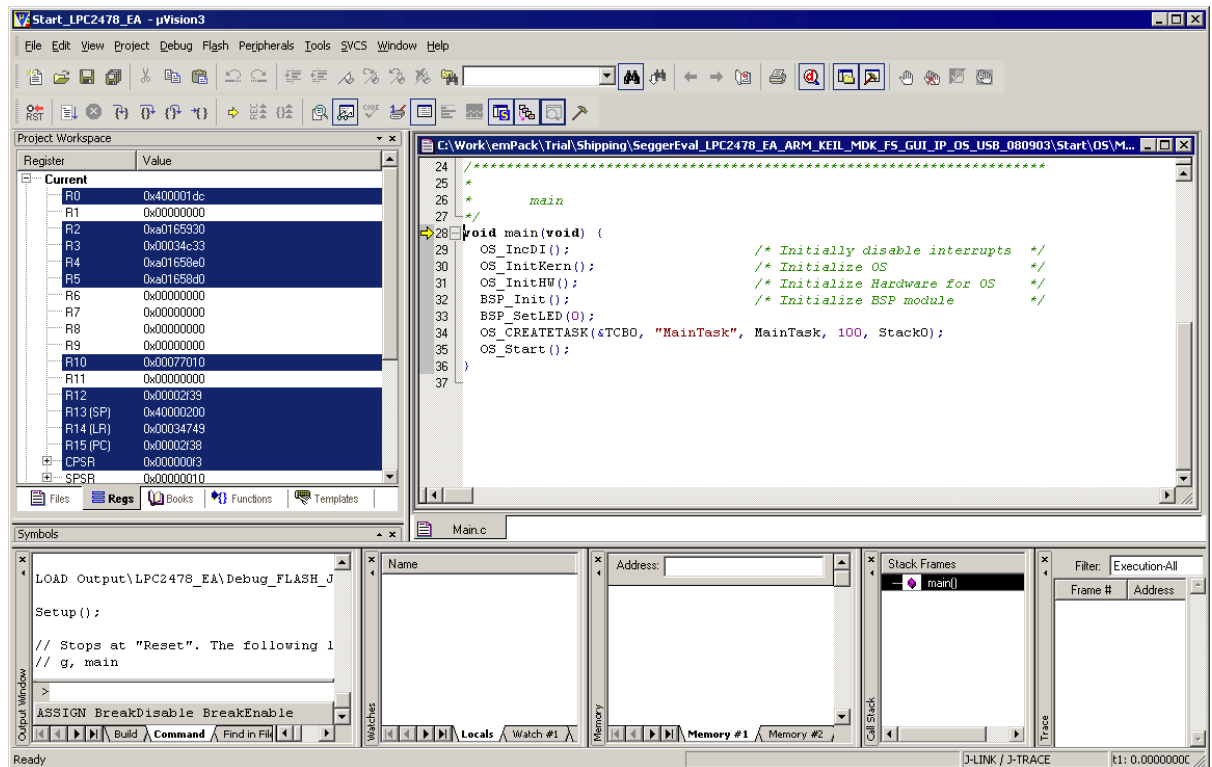 Start_LPC2478_EA - µVision3
File Edit View Project Debug Flash Peripherals Tools SVCS Window Help
RST
CODE
Project Workspace
Register Value
Current
R0 0x400001dc
R1 0x00000000
R2 0xa0165930
R3 0x00034c33
R4 0xa01658e0
R5 0xa01658d0
R6 0x00000000
R7 0x00000000
R8 0x00000000
R9 0x00000000
R10 0x00077010
R11 0x00000000
R12 0x00002f39
R13 (SP) 0x40000200
R14 (LR) 0x00034749
R15 (PC) 0x00002f38
CPSR 0x000000f3
SPSR 0x00000010
Files Regs Books Functions Templates
Symbols
C:\Work\emPack\Trial\Shipping\SeggerEval_LPC2478_EA_ARM_KEIL_MDK_FS_GUI_IP_OS_USB_080903\Start\OS\M...
24 /*********************************************************************
25 *
26 * main
27 */
28 void main(void) {
29 OS_IncDI(); /* Initially disable interrupts */
30 OS_InitKern(); /* Initialize OS */
31 OS_InitHW(); /* Initialize Hardware for OS */
32 BSP_Init(); /* Initialize BSP module */
33 BSP_SetLED(0);
34 OS_CREATETASK(&TCB0, "MainTask", MainTask, 100, Stack0);
35 OS_Start();
36 }
37
Main.c
Output Window
LOAD Output\LPC2478_EA\Debug_FLASH_J
Setup();
// Stops at "Reset". The following l
// g, main
>
ASSIGN BreakDisable BreakEnable
Build Command Find in File
Watches
Name
Locals Watch #1
Memory
Address:
Memory #1 Memory #2
Call Stack
Stack Frames
main()
Trace
Filter: Execution-All
Frame # Address
Ready J-LINK / J-TRACE t1: 0.0000000